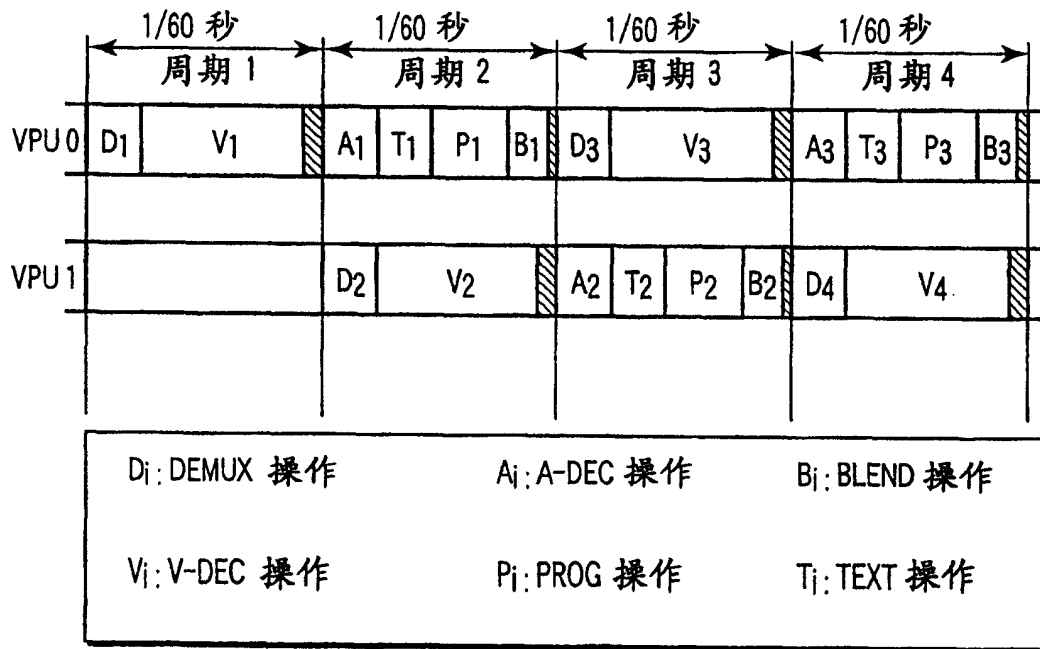 1/60 秒 1/60 秒 1/60 秒 1/60 秒
周期 1 周期 2 周期 3 周期 4
VPU 0 D1 V1 A1 T1 P1 B1 D3 V3 A3 T3 P3 B3
VPU 1 D2 V2 A2 T2 P2 B2 D4 V4
Di: DEMUX 操作 Ai: A-DEC 操作 Bi: BLEND 操作
Vi: V-DEC 操作 Pi: PROG 操作 Ti: TEXT 操作